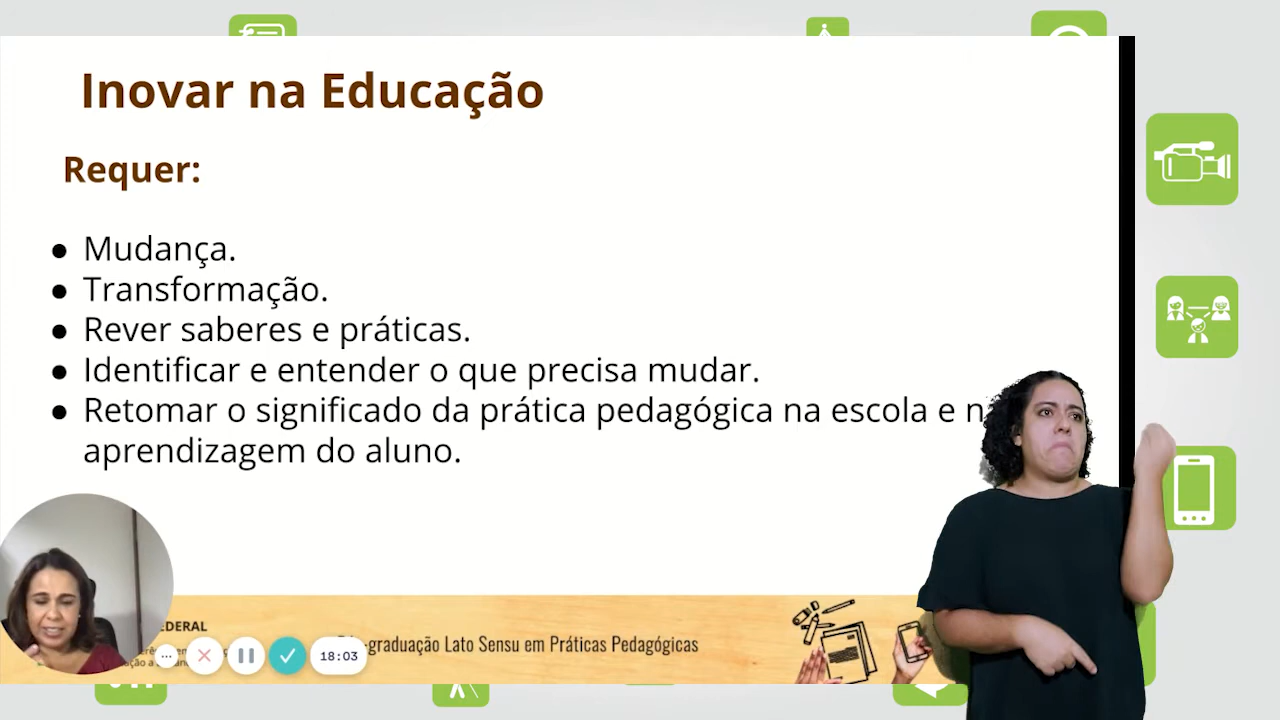 Inovar na Educação
Requer:
● Mudança.
● Transformação.
● Rever saberes e práticas.
● Identificar e entender o que precisa mudar.
● Retomar o significado da prática pedagógica na escola e
aprendizagem do aluno.
-graduação Lato Sensu em Práticas Pedagógicas
18:03